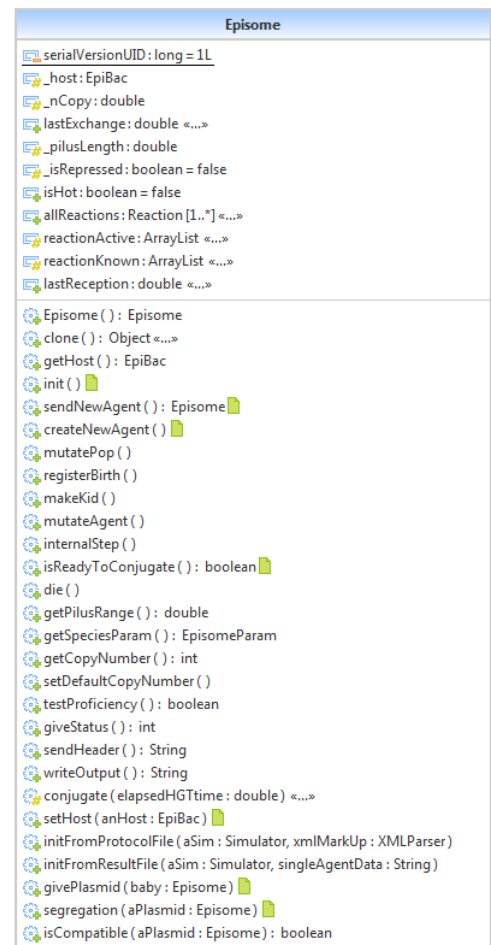 Episome
serialVersionUID : long = 1L
_host : EpiBac
_nCopy : double
lastExchange : double «...»
_pilusLength : double
_isRepressed : boolean = false
isHot : boolean = false
allReactions : Reaction [1..*] «...»
reactionActive : ArrayList «...»
reactionKnown : ArrayList «...»
lastReception : double «...»
Episome ( ) : Episome
clone ( ) : Object «...»
getHost ( ) : EpiBac
init ( )
sendNewAgent ( ) : Episome
createNewAgent ( )
mutatePop ( )
registerBirth ( )
makeKid ( )
mutateAgent ( )
internalStep ( )
isReadyToConjugate ( ) : boolean
die ( )
getPilusRange ( ) : double
getSpeciesParam ( ) : EpisomeParam
getCopyNumber ( ) : int
setDefaultCopyNumber ( )
testProficiency ( ) : boolean
giveStatus ( ) : int
sendHeader ( ) : String
writeOutput ( ) : String
conjugate ( elapsedHGTtime : double ) «...»
setHost ( anHost : EpiBac )
initFromProtocolFile ( aSim : Simulator, xmlMarkUp : XMLParser )
initFromResultFile ( aSim : Simulator, singleAgentData : String )
givePlasmid ( baby : Episome )
segregation ( aPlasmid : Episome )
isCompatible ( aPlasmid : Episome ) : boolean